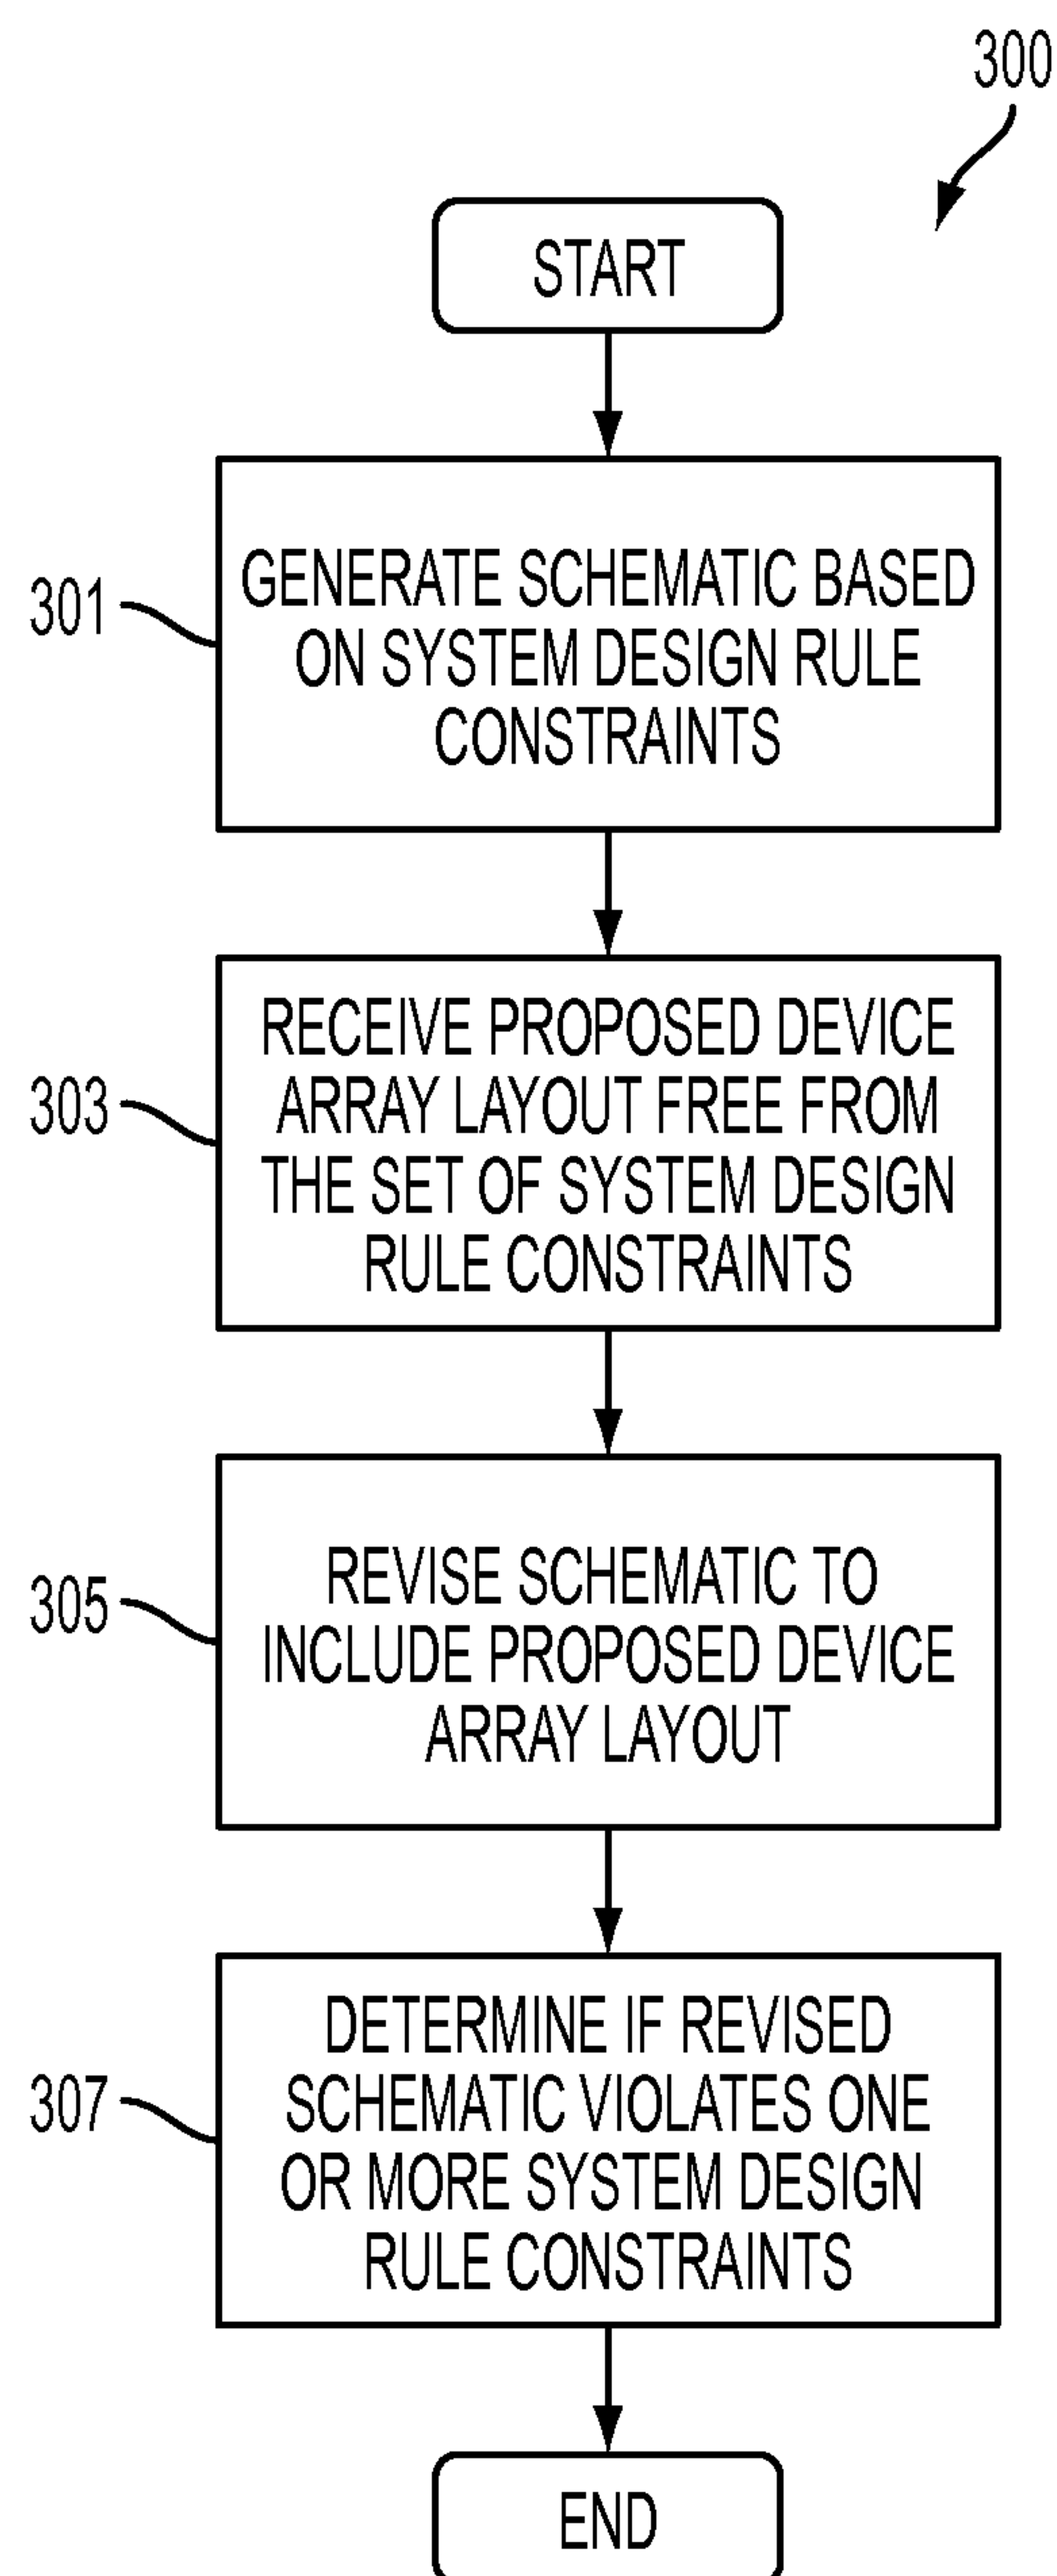 300
START
301
GENERATE SCHEMATIC BASED
ON SYSTEM DESIGN RULE
CONSTRAINTS
303
RECEIVE PROPOSED DEVICE
ARRAY LAYOUT FREE FROM
THE SET OF SYSTEM DESIGN
RULE CONSTRAINTS
305
REVISE SCHEMATIC TO
INCLUDE PROPOSED DEVICE
ARRAY LAYOUT
307
DETERMINE IF REVISED
SCHEMATIC VIOLATES ONE
OR MORE SYSTEM DESIGN
RULE CONSTRAINTS
END